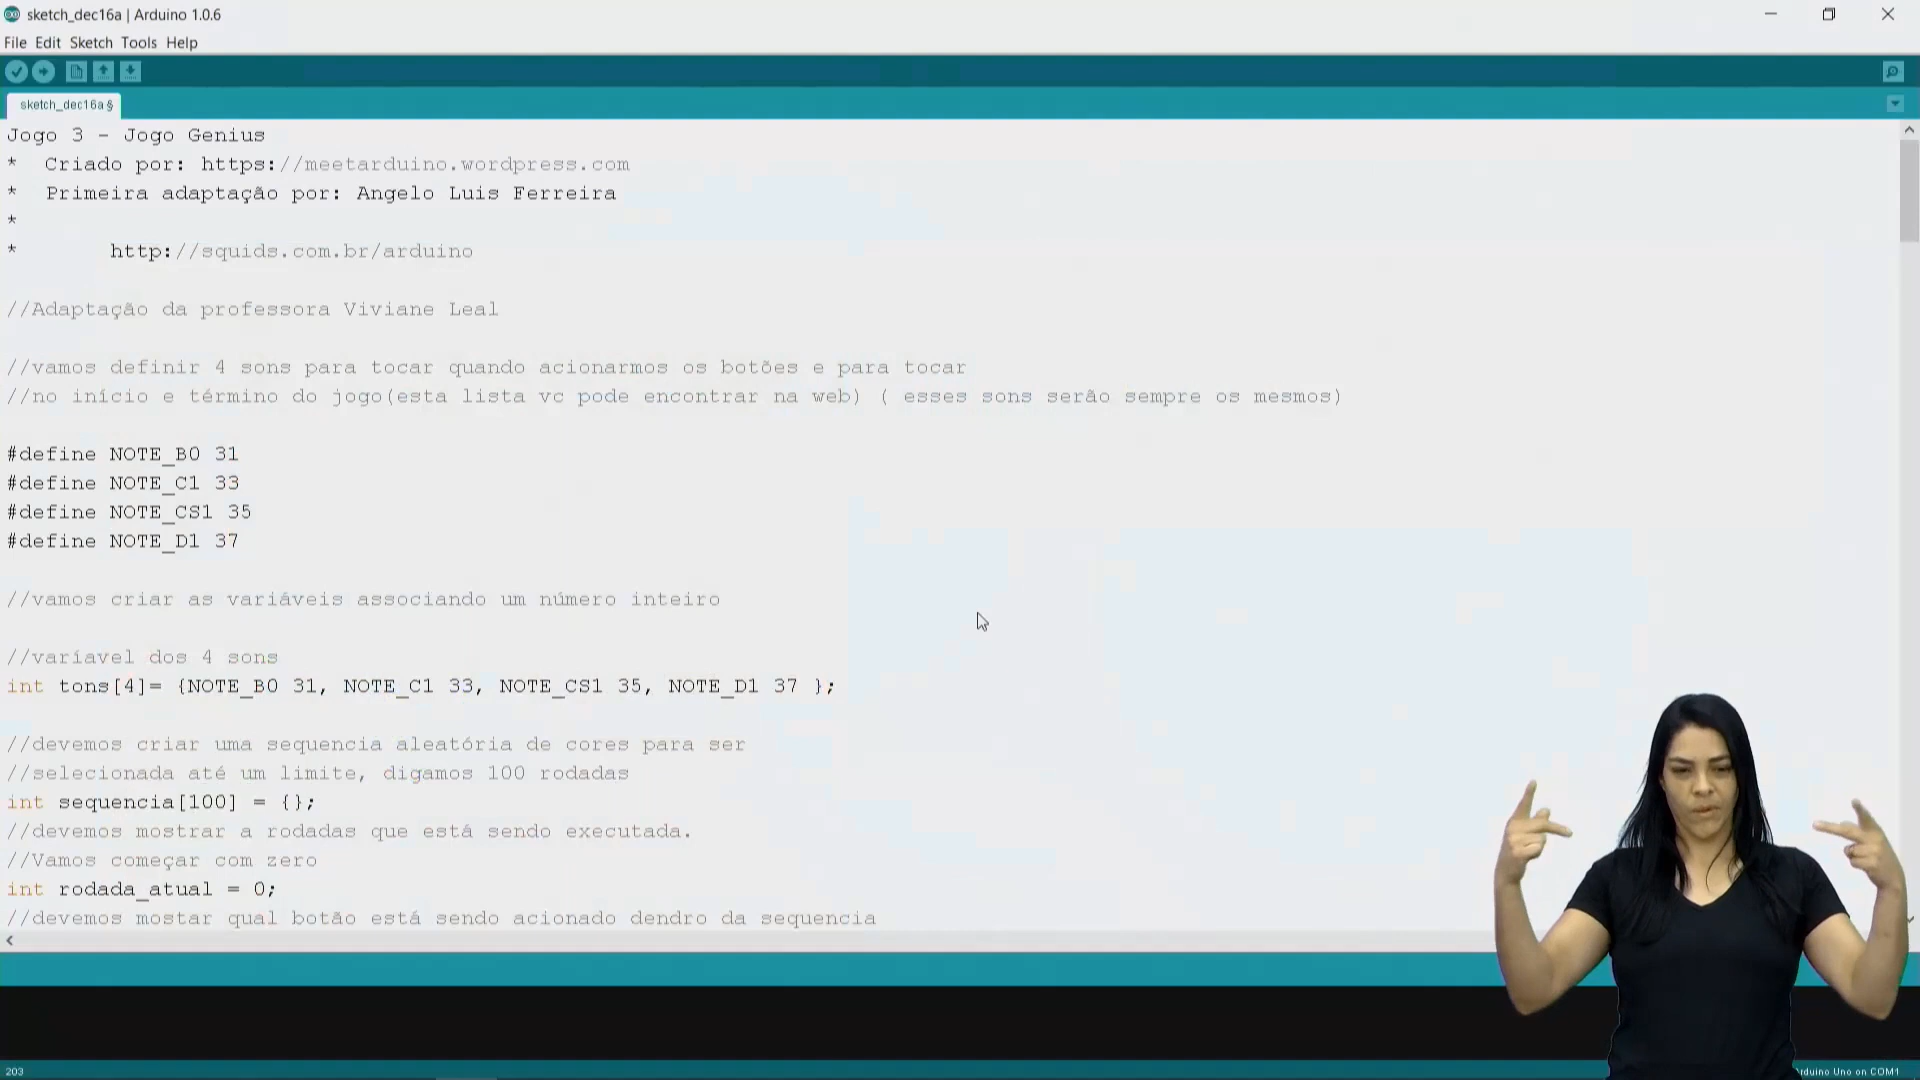 sketch_dec16a | Arduino 1.0.6
File Edit Sketch Tools Help
sketch_dec16a §
Jogo 3 - Jogo Genius
*  Criado por: https://meetarduino.wordpress.com
*  Primeira adaptação por: Angelo Luis Ferreira
*
*       http://squids.com.br/arduino
//Adaptação da professora Viviane Leal
//vamos definir 4 sons para tocar quando acionarmos os botões e para tocar
//no início e término do jogo(esta lista vc pode encontrar na web) ( esses sons serão sempre os mesmos)
#define NOTE_B0 31
#define NOTE_C1 33
#define NOTE_CS1 35
#define NOTE_D1 37
//vamos criar as variáveis associando um número inteiro
//varíavel dos 4 sons
int tons[4]= {NOTE_B0 31, NOTE_C1 33, NOTE_CS1 35, NOTE_D1 37 };
//devemos criar uma sequencia aleatória de cores para ser
//selecionada até um limite, digamos 100 rodadas
int sequencia[100] = {};
//devemos mostrar a rodadas que está sendo executada.
//Vamos começar com zero
int rodada_atual = 0;
//devemos mostar qual botão está sendo acionado dendro da sequencia
203
rduino Uno on COM1